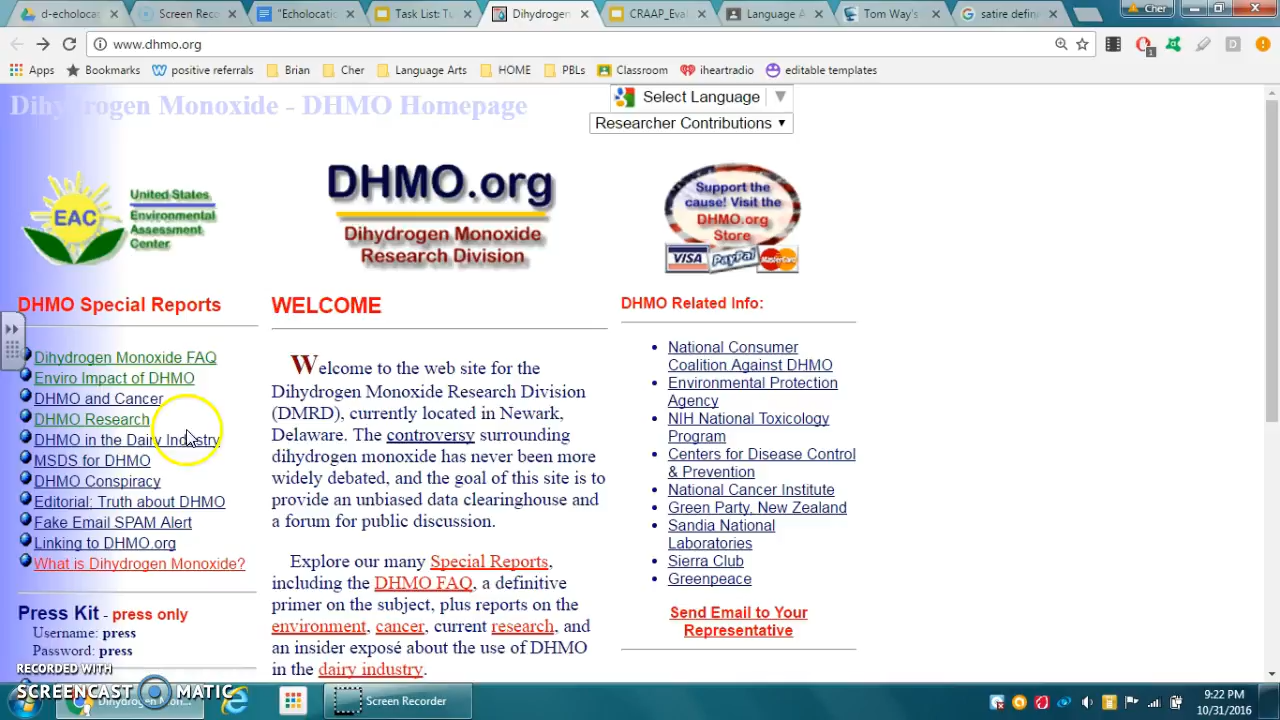 d-echolocat
Screen Reco
"Echolocatio
Task List: Tu
Dihydrogen
CRAAP_Eval
Language A
Tom Way's
satire defin
Cher
www.dhmo.org
1
Apps
Bookmarks
positive referrals
Brian
Cher
Language Arts
HOME
PBLs
Classroom
iheartradio
editable templates
Dihydrogen Monoxide - DHMO Homepage
Select Language
Researcher Contributions
EAC
United States
Environmental
Assessment
Center
DHMO.org
Dihydrogen Monoxide
Research Division
Support the
cause! Visit the
DHMO.org
Store
VISA PayPal MasterCard
DHMO Special Reports
Dihydrogen Monoxide FAQ
Enviro Impact of DHMO
DHMO and Cancer
DHMO Research
DHMO in the Dairy Industry
MSDS for DHMO
DHMO Conspiracy
Editorial: Truth about DHMO
Fake Email SPAM Alert
Linking to DHMO.org
What is Dihydrogen Monoxide?
Press Kit - press only
Username: press
Password: press
WELCOME
Welcome to the web site for the
Dihydrogen Monoxide Research Division
(DMRD), currently located in Newark,
Delaware. The controversy surrounding
dihydrogen monoxide has never been more
widely debated, and the goal of this site is to
provide an unbiased data clearinghouse and
a forum for public discussion.
Explore our many Special Reports,
including the DHMO FAQ, a definitive
primer on the subject, plus reports on the
environment, cancer, current research, and
an insider exposé about the use of DHMO
in the dairy industry.
DHMO Related Info:
National Consumer
Coalition Against DHMO
Environmental Protection
Agency
NIH National Toxicology
Program
Centers for Disease Control
& Prevention
National Cancer Institute
Green Party, New Zealand
Sandia National
Laboratories
Sierra Club
Greenpeace
Send Email to Your
Representative
RECORDED WITH
SCREENCAST MATIC
Dihydrogen Mon...
Screen Recorder
9:22 PM
10/31/2016